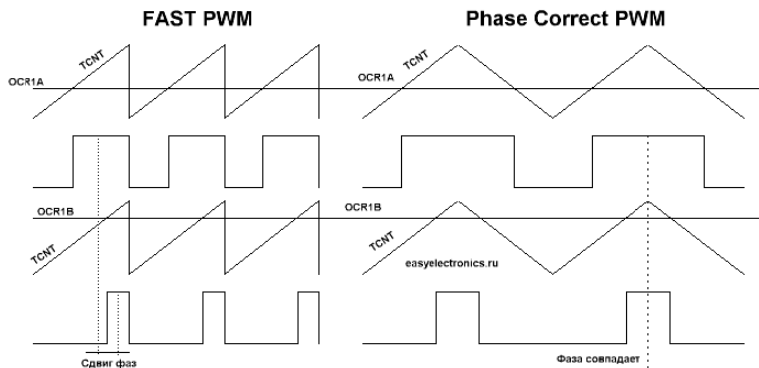 FAST PWM
Phase Correct PWM
TCNT
OCR1A
TCNT
OCR1A
OCR1B
TCNT
OCR1B
TCNT
easyelectronics.ru
Сдвиг фаз
Фаза совпадает